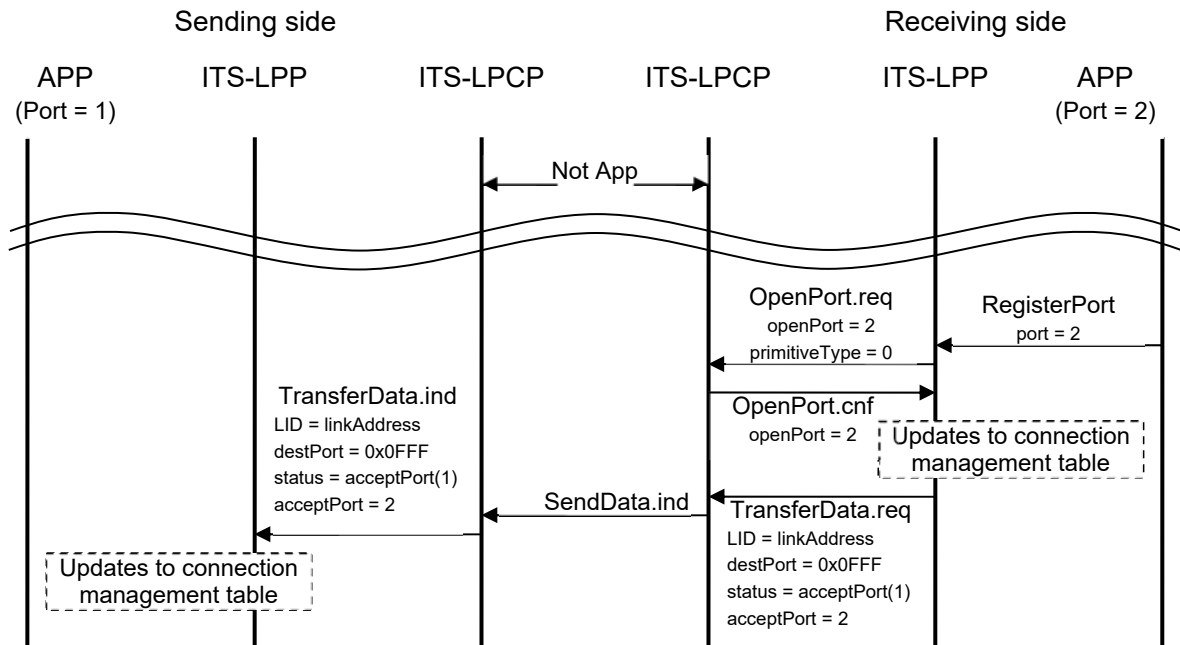 Sending side
Receiving side
APP
(Port = 1)
ITS-LPP
ITS-LPCP
ITS-LPCP
ITS-LPP
APP
(Port = 2)
Not App
OpenPort.req
openPort = 2
primitiveType = 0
RegisterPort
port = 2
OpenPort.cnf
openPort = 2
Updates to connection
management table
TransferData.req
LID = linkAddress
destPort = 0x0FFF
status = acceptPort(1)
acceptPort = 2
SendData.ind
TransferData.ind
LID = linkAddress
destPort = 0x0FFF
status = acceptPort(1)
acceptPort = 2
Updates to connection
management table